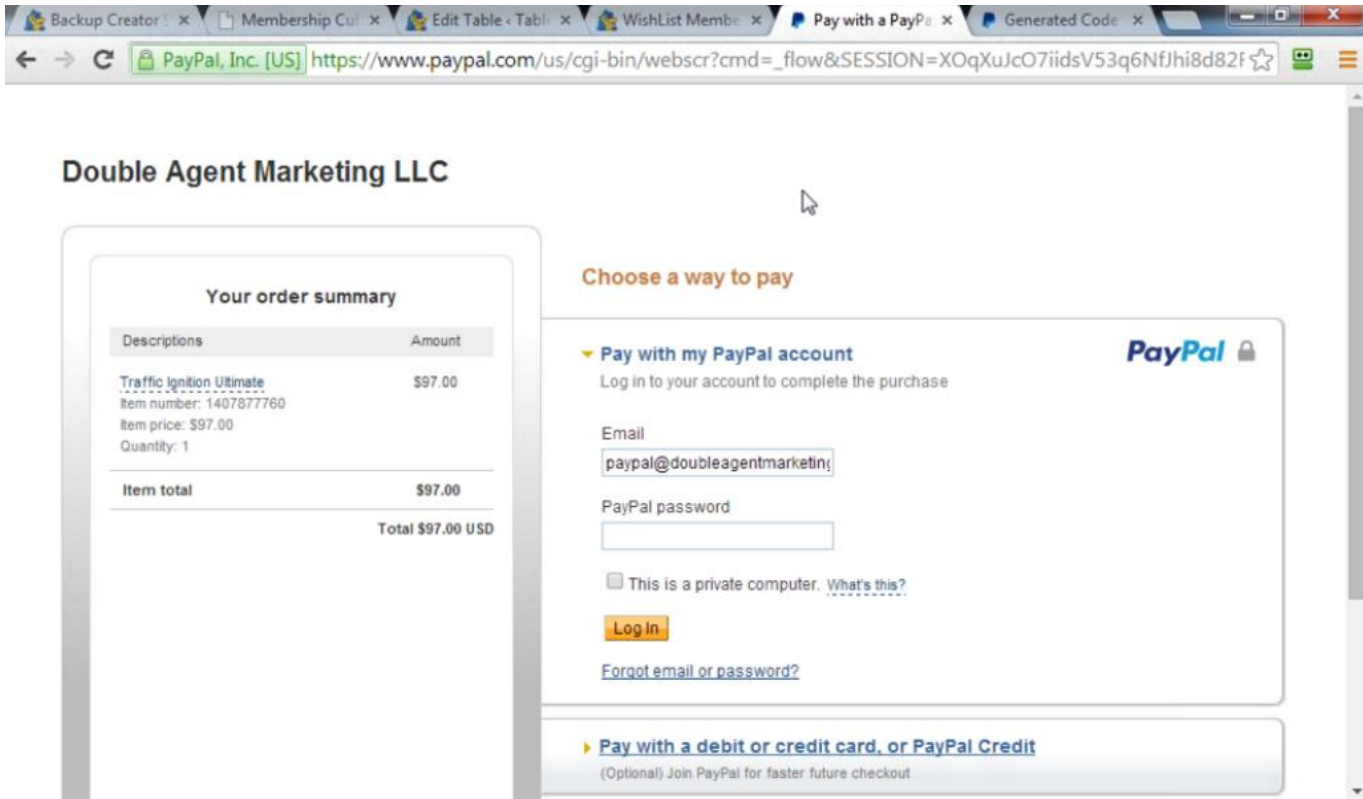 Backup Creator
Membership Cul
Edit Table ‹ Tabl
WishList Membe
Pay with a PayPa
Generated Code
PayPal, Inc. [US] https://www.paypal.com/us/cgi-bin/webscr?cmd=_flow&SESSION=
Double Agent Marketing LLC
Your order summary
Descriptions Amount
Traffic Ignition Ultimate $97.00
Item number: 1407877760
Item price: $97.00
Quantity: 1
Item total $97.00
Total $97.00 USD
Choose a way to pay
Pay with my PayPal account
PayPal
Log in to your account to complete the purchase
Email
paypal@doubleagentmarketing
PayPal password
This is a private computer. What's this?
Log In
Forgot email or password?
Pay with a debit or credit card, or PayPal Credit
(Optional) Join PayPal for faster future checkout